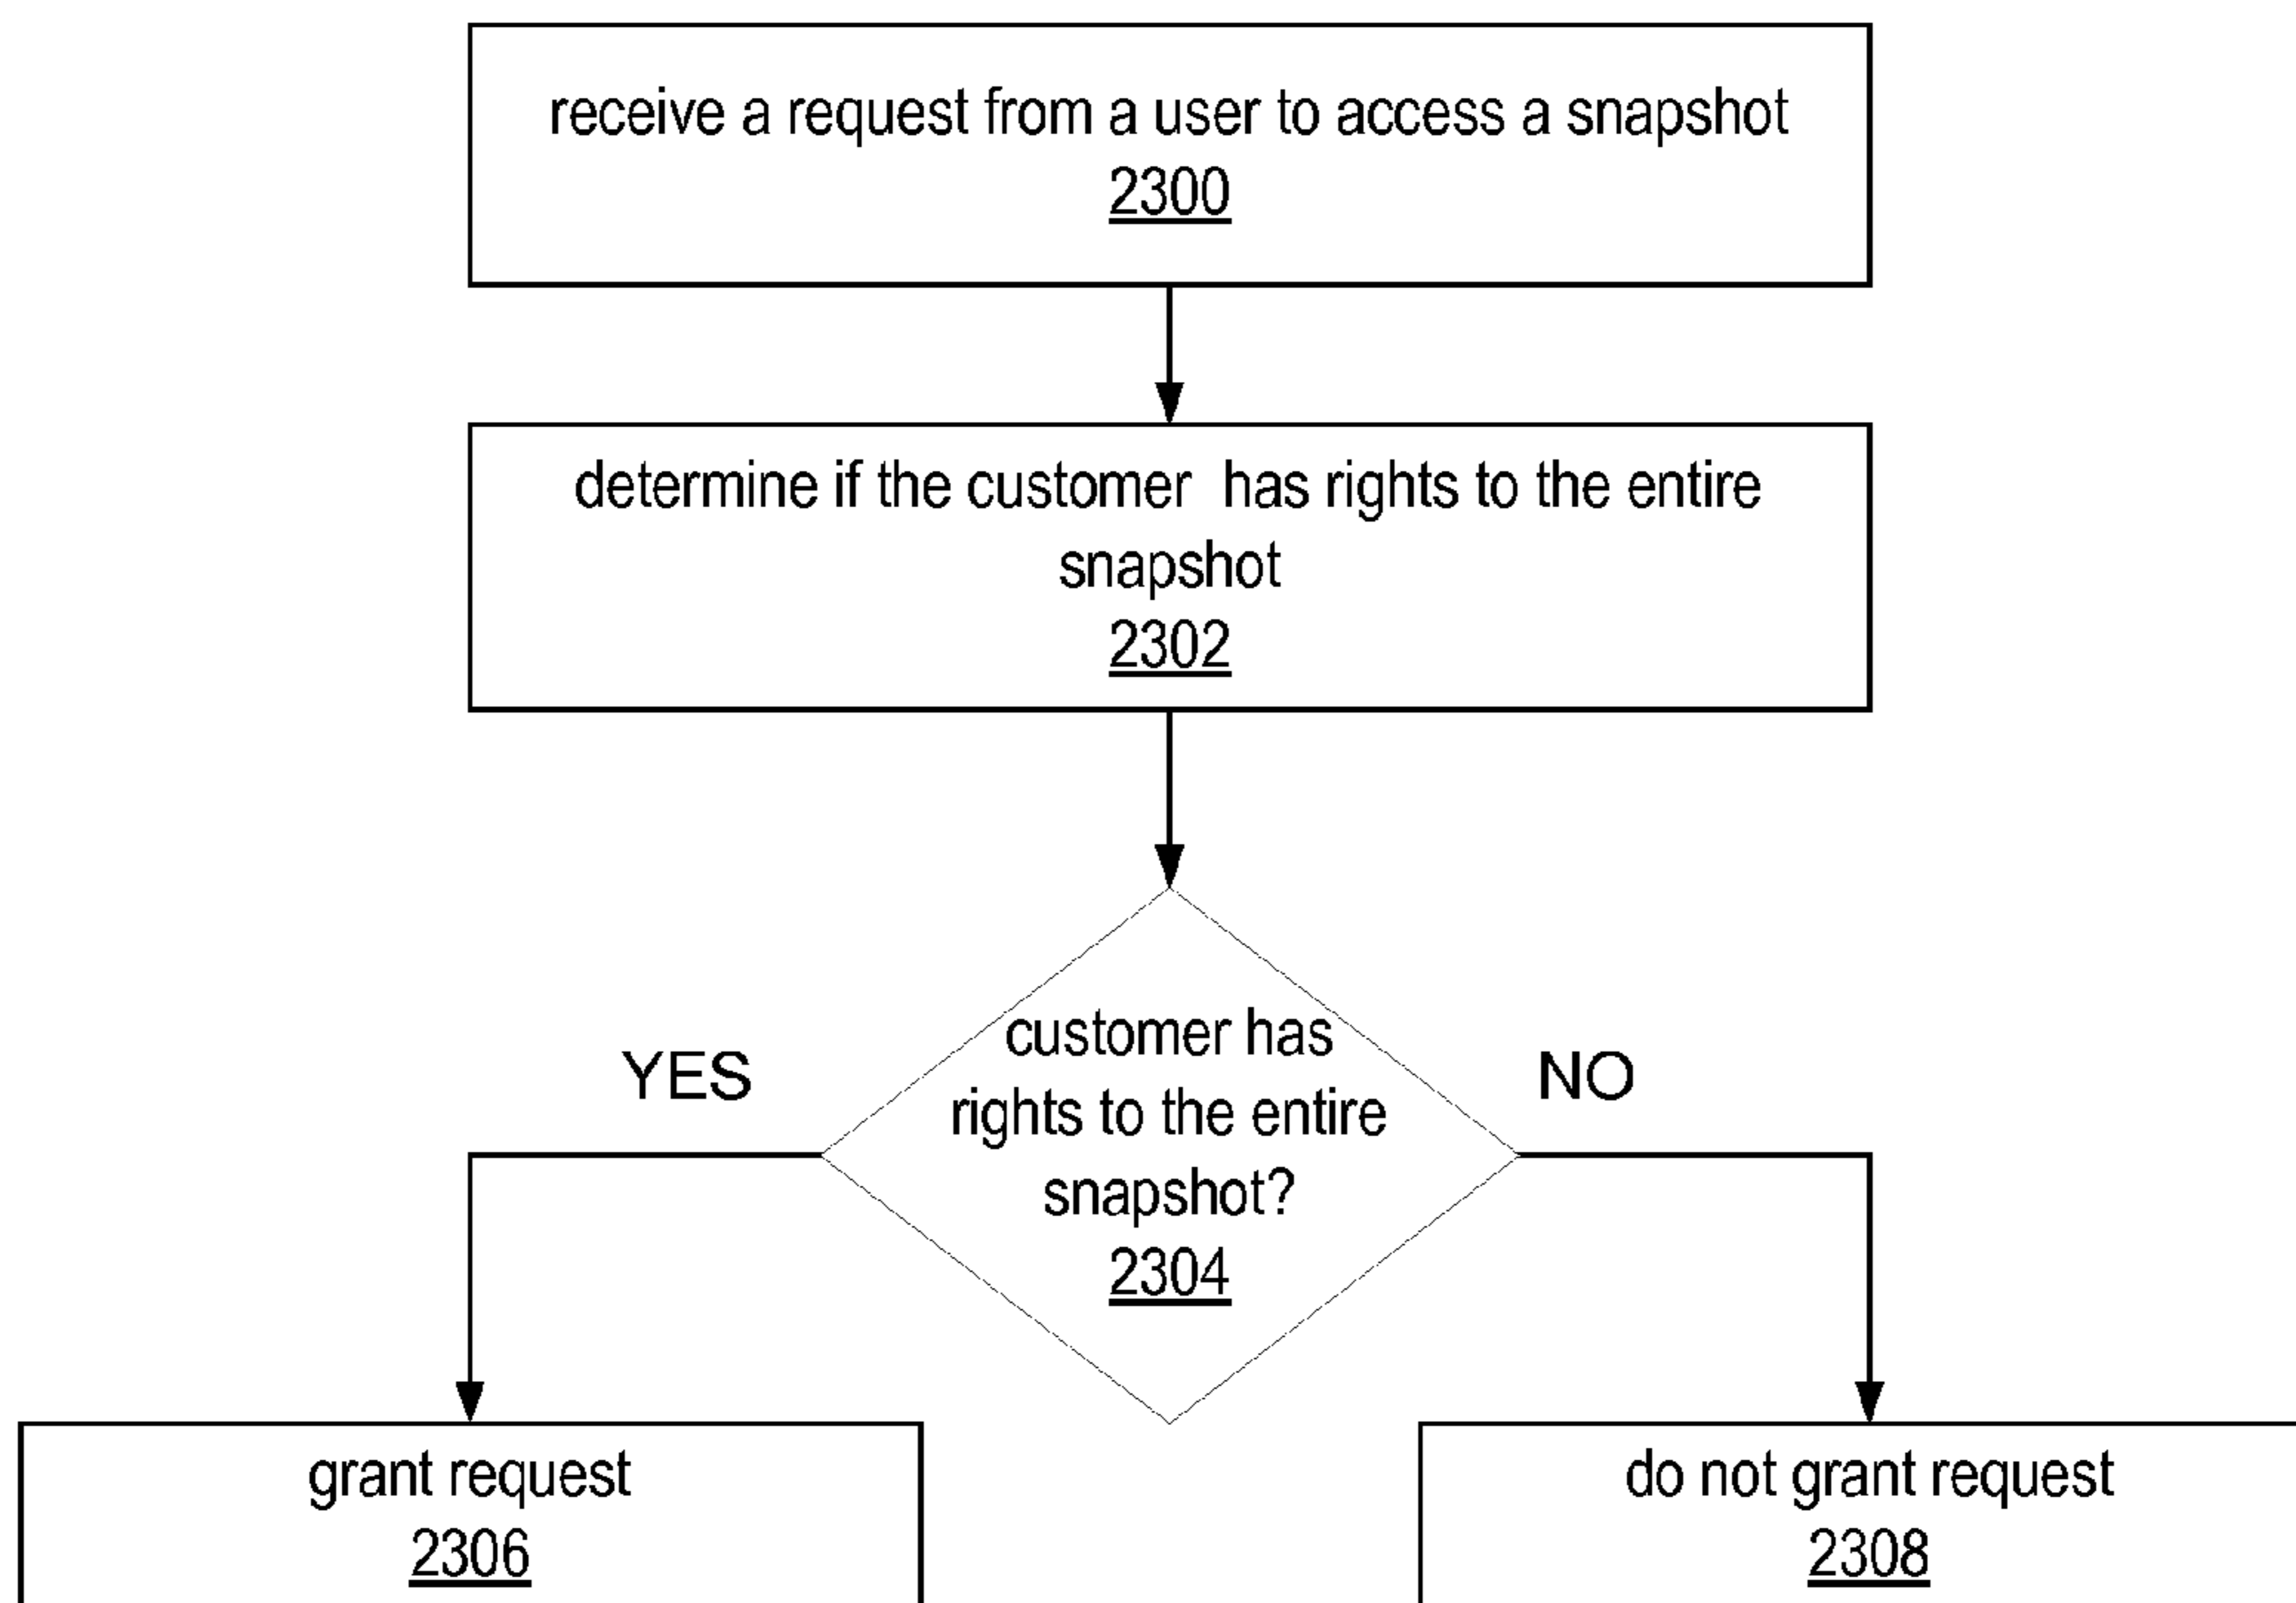 receive a request from a user to access a snapshot
2300
determine if the customer has rights to the entire
snapshot
2302
customer has
rights to the entire
snapshot?
2304
YES
NO
grant request
2306
do not grant request
2308